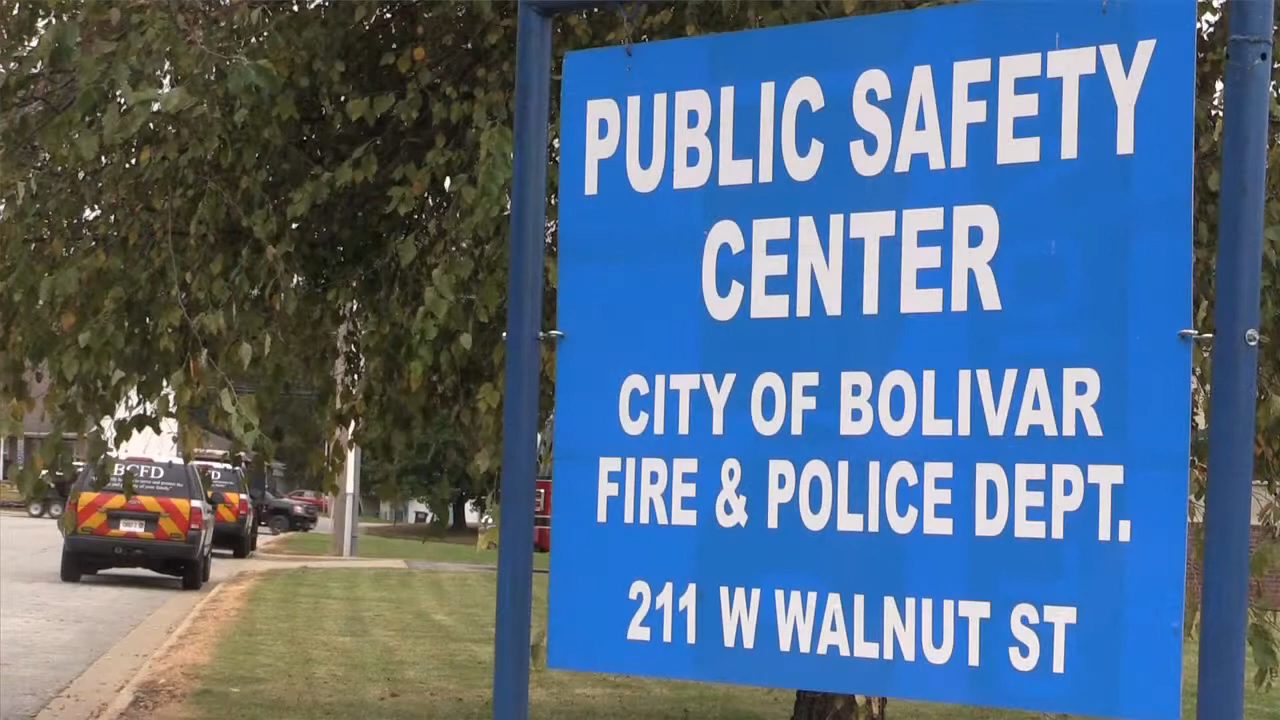 PUBLIC SAFETY
CENTER
CITY OF BOLIVAR
FIRE & POLICE DEPT.
211 W WALNUT ST
BCFD